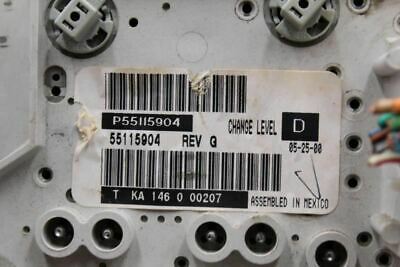 P55115904 CHANGE LEVEL D
55115904 REV G 05-25-00
T KA 146 0 00207 ASSEMBLED IN MEXICO